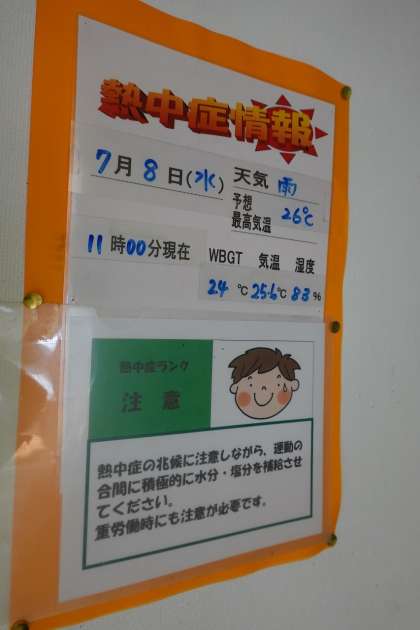 熱中症情報
7月8日(水) 天気 雨
予想
最高気温 26℃
11時00分現在 WBGT 気温 湿度
24℃ 25.6℃ 83%
熱中症ランク
注意
熱中症の兆候に注意しながら、運動の
合間に積極的に水分・塩分を補給させ
てください。
重労働時にも注意が必要です。